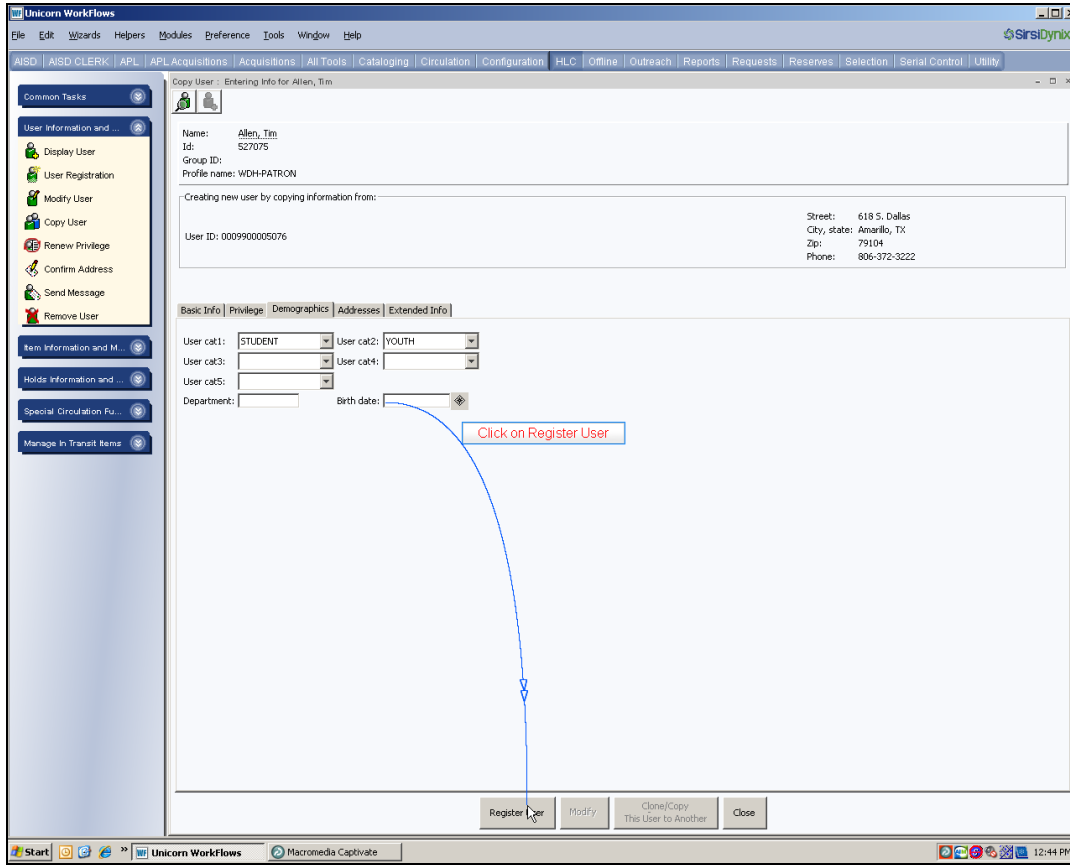 Unicorn WorkFlows
File Edit Wizards Helpers Modules Preference Tools Window Help
SirsiDynix
AISD AISD CLERK APL APL Acquisitions Acquisitions All Tools Cataloging Circulation Configuration HLC Offline Outreach Reports Requests Reserves Selection Serial Control Utility
Common Tasks
User Information and ...
Display User
User Registration
Modify User
Copy User
Renew Privilege
Confirm Address
Send Message
Remove User
Item Information and M...
Holds Information and ...
Special Circulation Fu...
Manage In Transit Items
Copy User : Entering Info for Allen, Tim
Name: Allen, Tim
Id: 527075
Group ID:
Profile name: WDH-PATRON
Creating new user by copying information from:
User ID: 0009900005076
Street: 618 S. Dallas
City, state: Amarillo, TX
Zip: 79104
Phone: 806-372-3222
Basic Info Privilege Demographics Addresses Extended Info
User cat1: STUDENT User cat2: YOUTH
User cat3: User cat4:
User cat5:
Department: Birth date:
Click on Register User
Register User Modify Clone/Copy This User to Another Close
Start » Unicorn WorkFlows Macromedia Captivate 12:44 PM